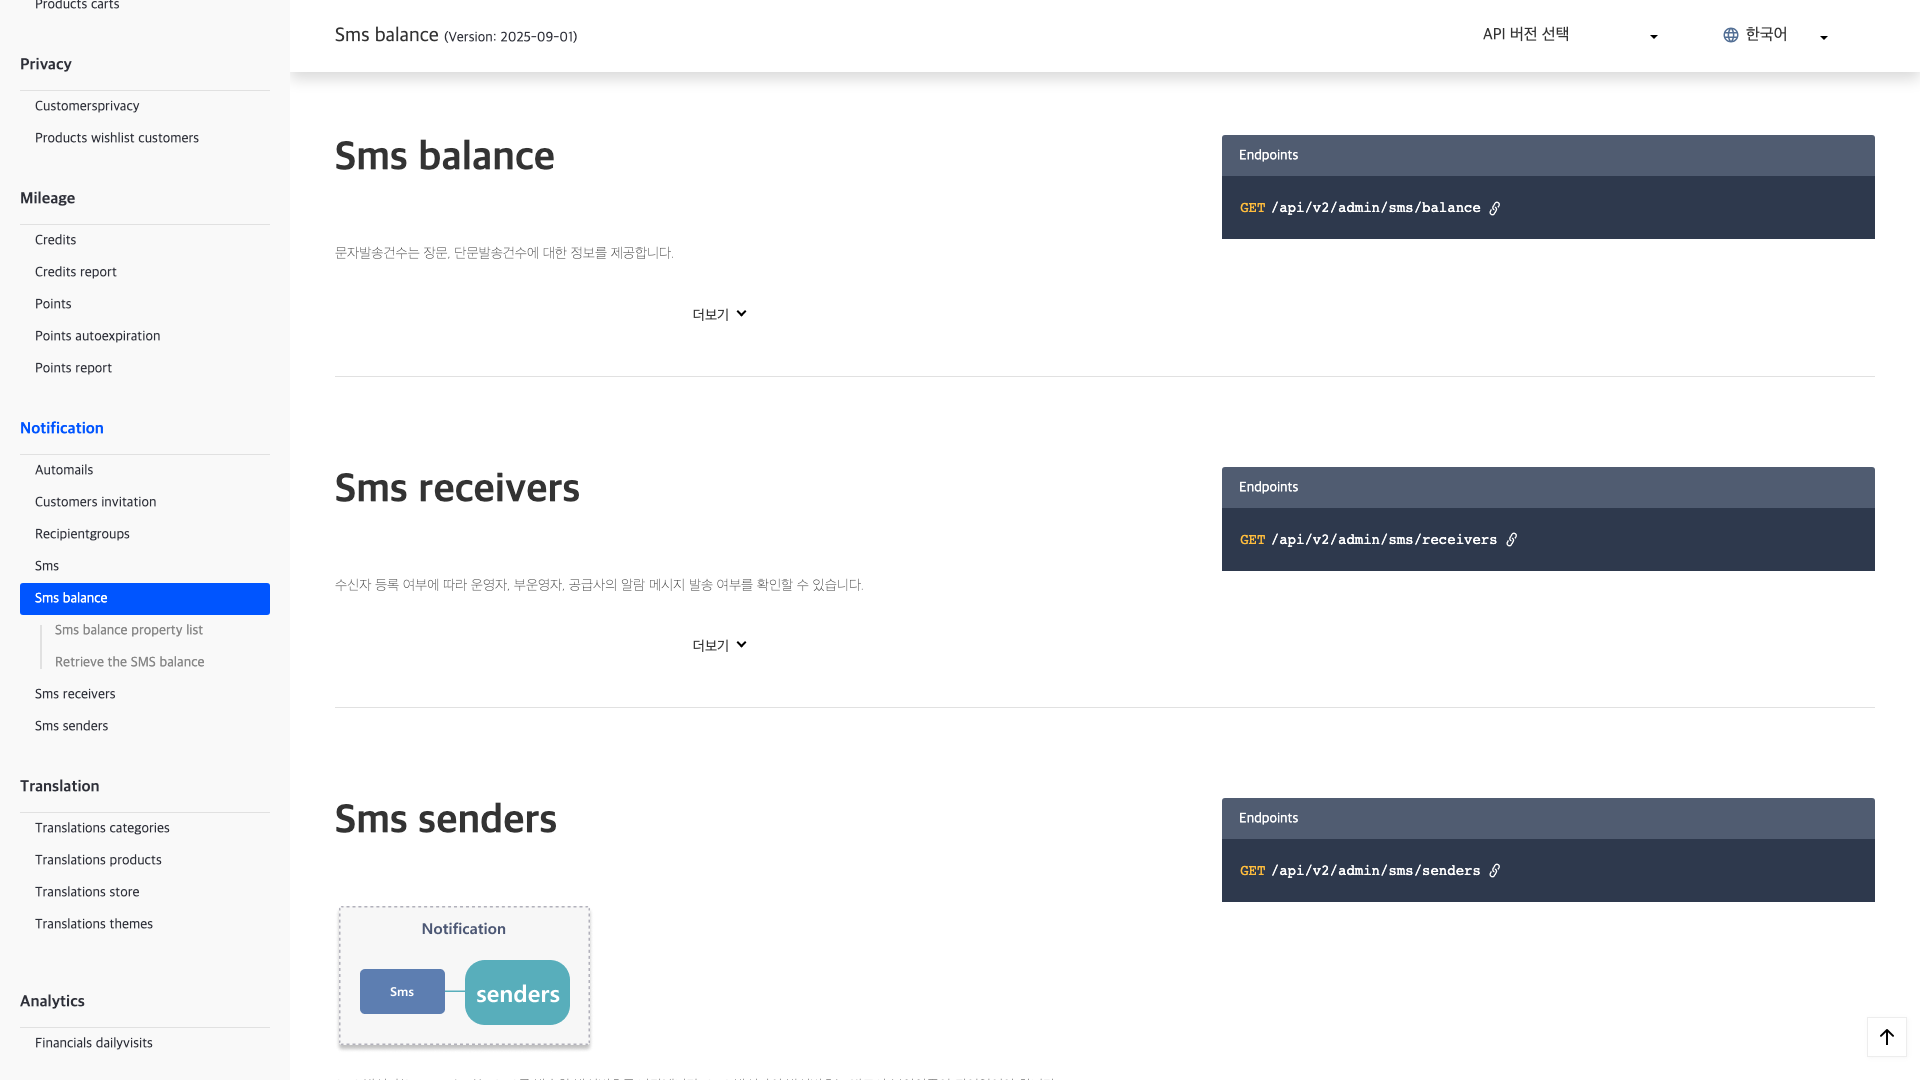 Products carts
Privacy
Customersprivacy
Products wishlist customers
Mileage
Credits
Credits report
Points
Points autoexpiration
Points report
Notification
Automails
Customers invitation
Recipientgroups
Sms
Sms balance
Sms balance property list
Retrieve the SMS balance
Sms receivers
Sms senders
Translation
Translations categories
Translations products
Translations store
Translations themes
Analytics
Financials dailyvisits
Sms balance (Version: 2025-09-01)
API 버전 선택
한국어
Sms balance
Endpoints
GET /api/v2/admin/sms/balance
문자발송건수는 장문, 단문발송건수에 대한 정보를 제공합니다.
더보기
Sms receivers
Endpoints
GET /api/v2/admin/sms/receivers
수신자 등록 여부에 따라 운영자, 부운영자, 공급사의 알람 메시지 발송 여부를 확인할 수 있습니다.
더보기
Sms senders
Endpoints
GET /api/v2/admin/sms/senders
Notification
Sms
senders